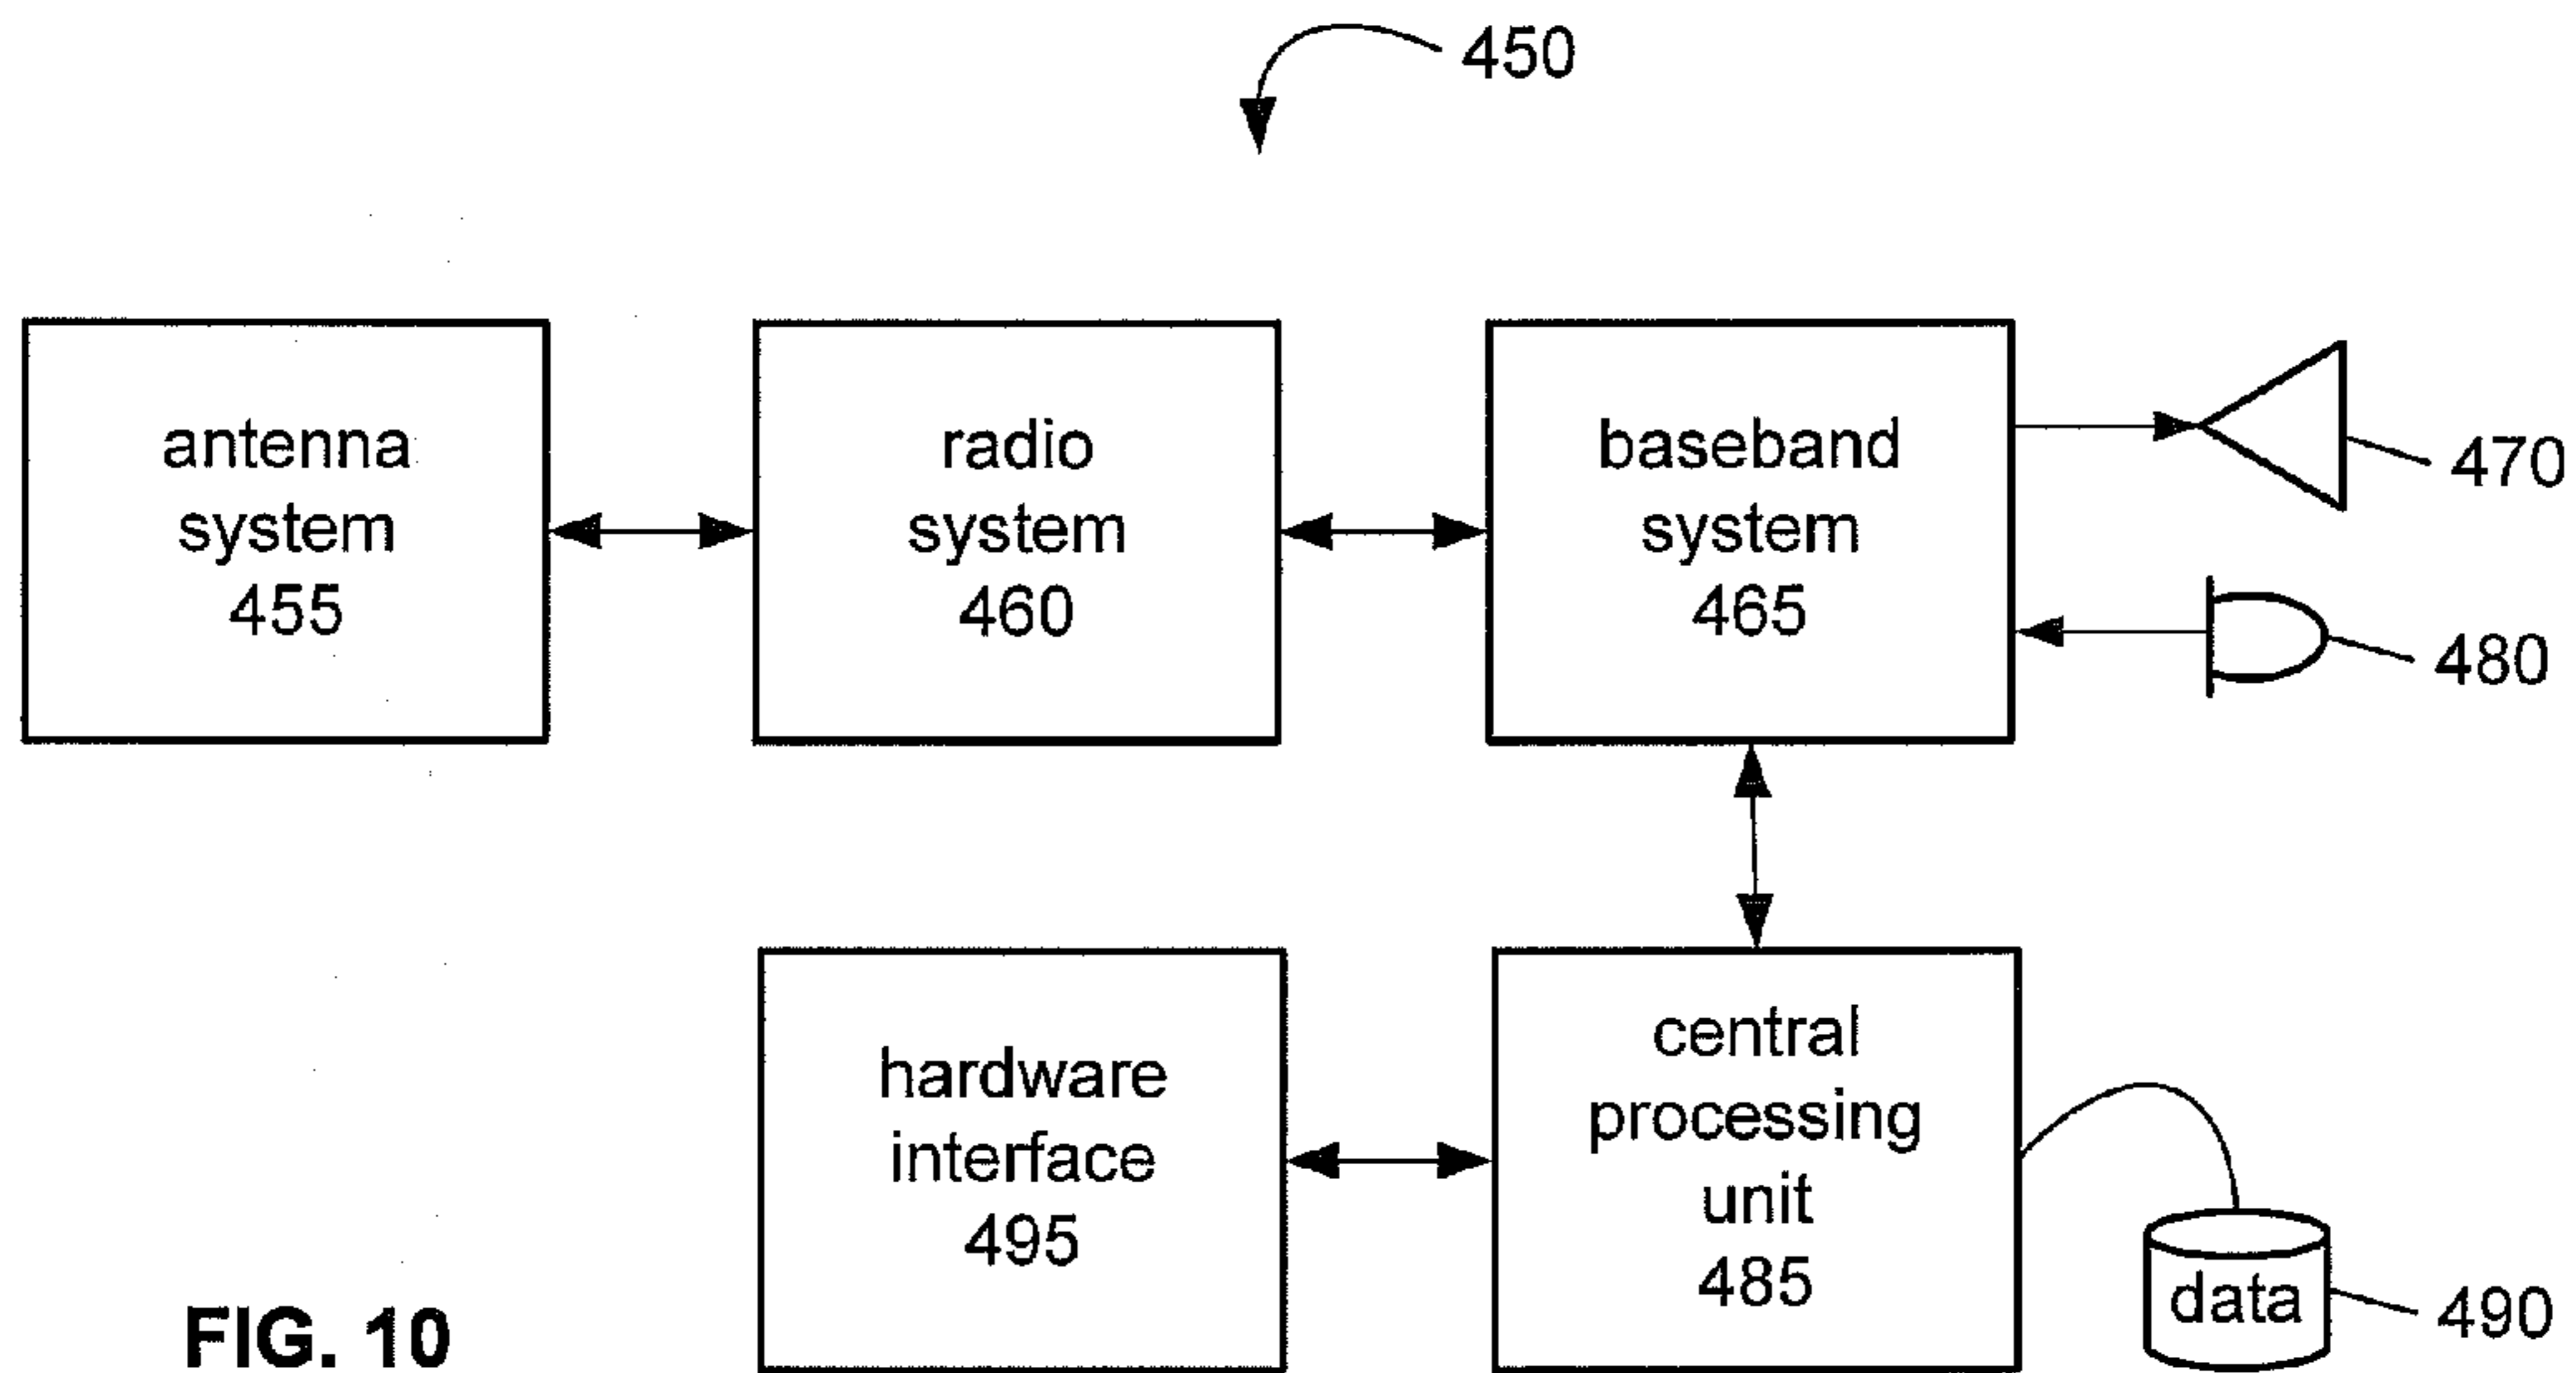 450
antenna
system
455
radio
system
460
baseband
system
465
470
480
hardware
interface
495
central
processing
unit
485
data
490
FIG. 10